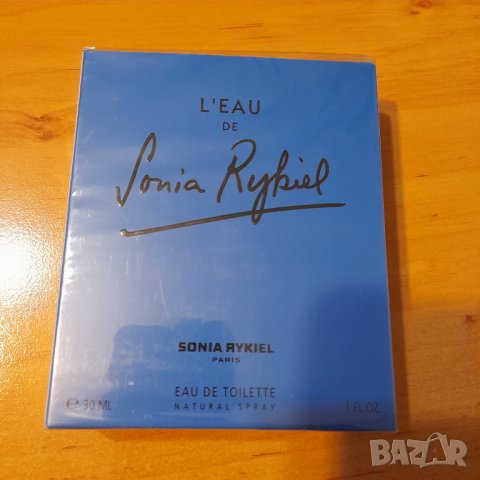 L'EAU
DE
Sonia Rykiel
SONIA RYKIEL
PARIS
EAU DE TOILETTE
NATURAL SPRAY
e 30 ML
1 FL.OZ.
BAZAR